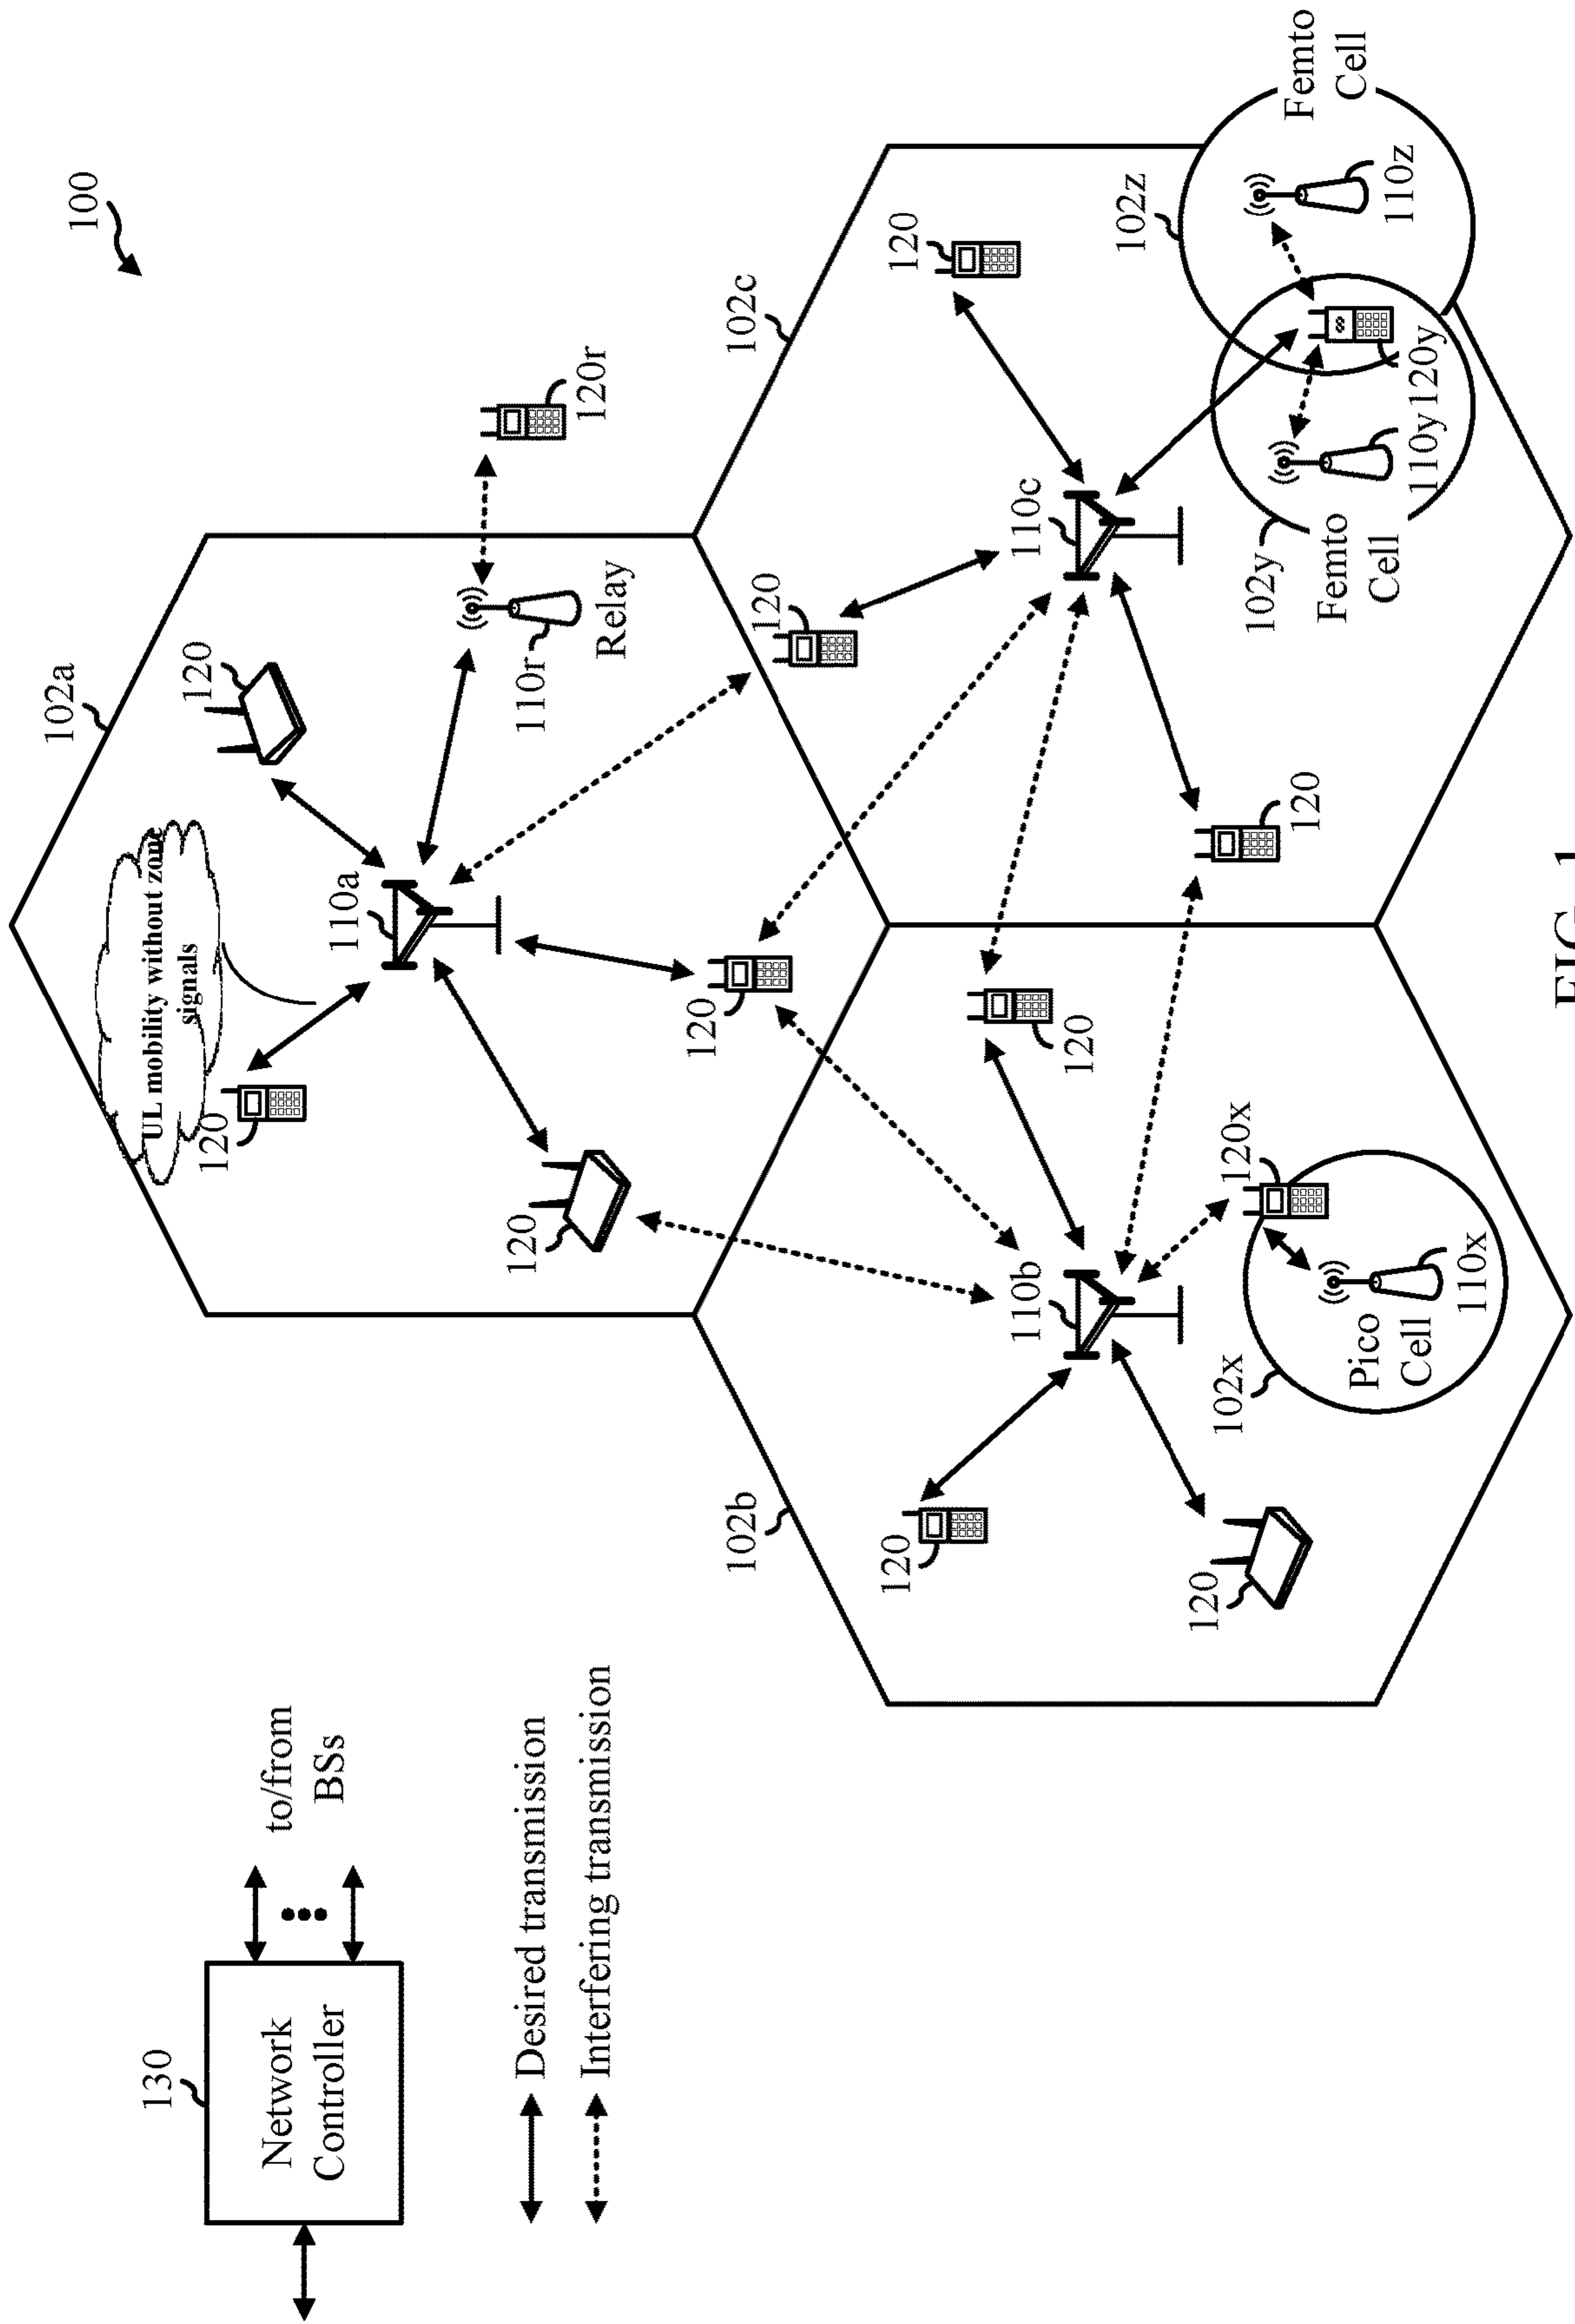 100
130
Network
Controller
to/from
BSs
Desired transmission
Interfering transmission
102a
UL mobility without zone
signals
120
110a
120
120
120
110r
Relay
120r
102b
120
120
110b
120
102x
Pico
Cell
110x
120x
102c
120
110c
120
120
102y
Femto
Cell
110y
120y
102z
110z
Femto
Cell
FIG. 1